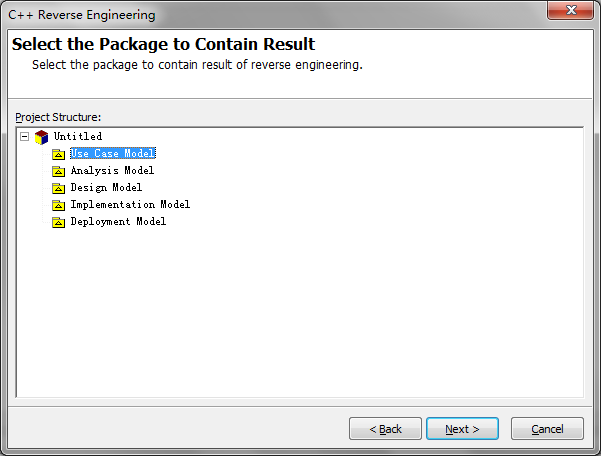 C++ Reverse Engineering
Select the Package to Contain Result
Select the package to contain result of reverse engineering.
Project Structure:
Untitled
Use Case Model
Analysis Model
Design Model
Implementation Model
Deployment Model
< Back
Next >
Cancel